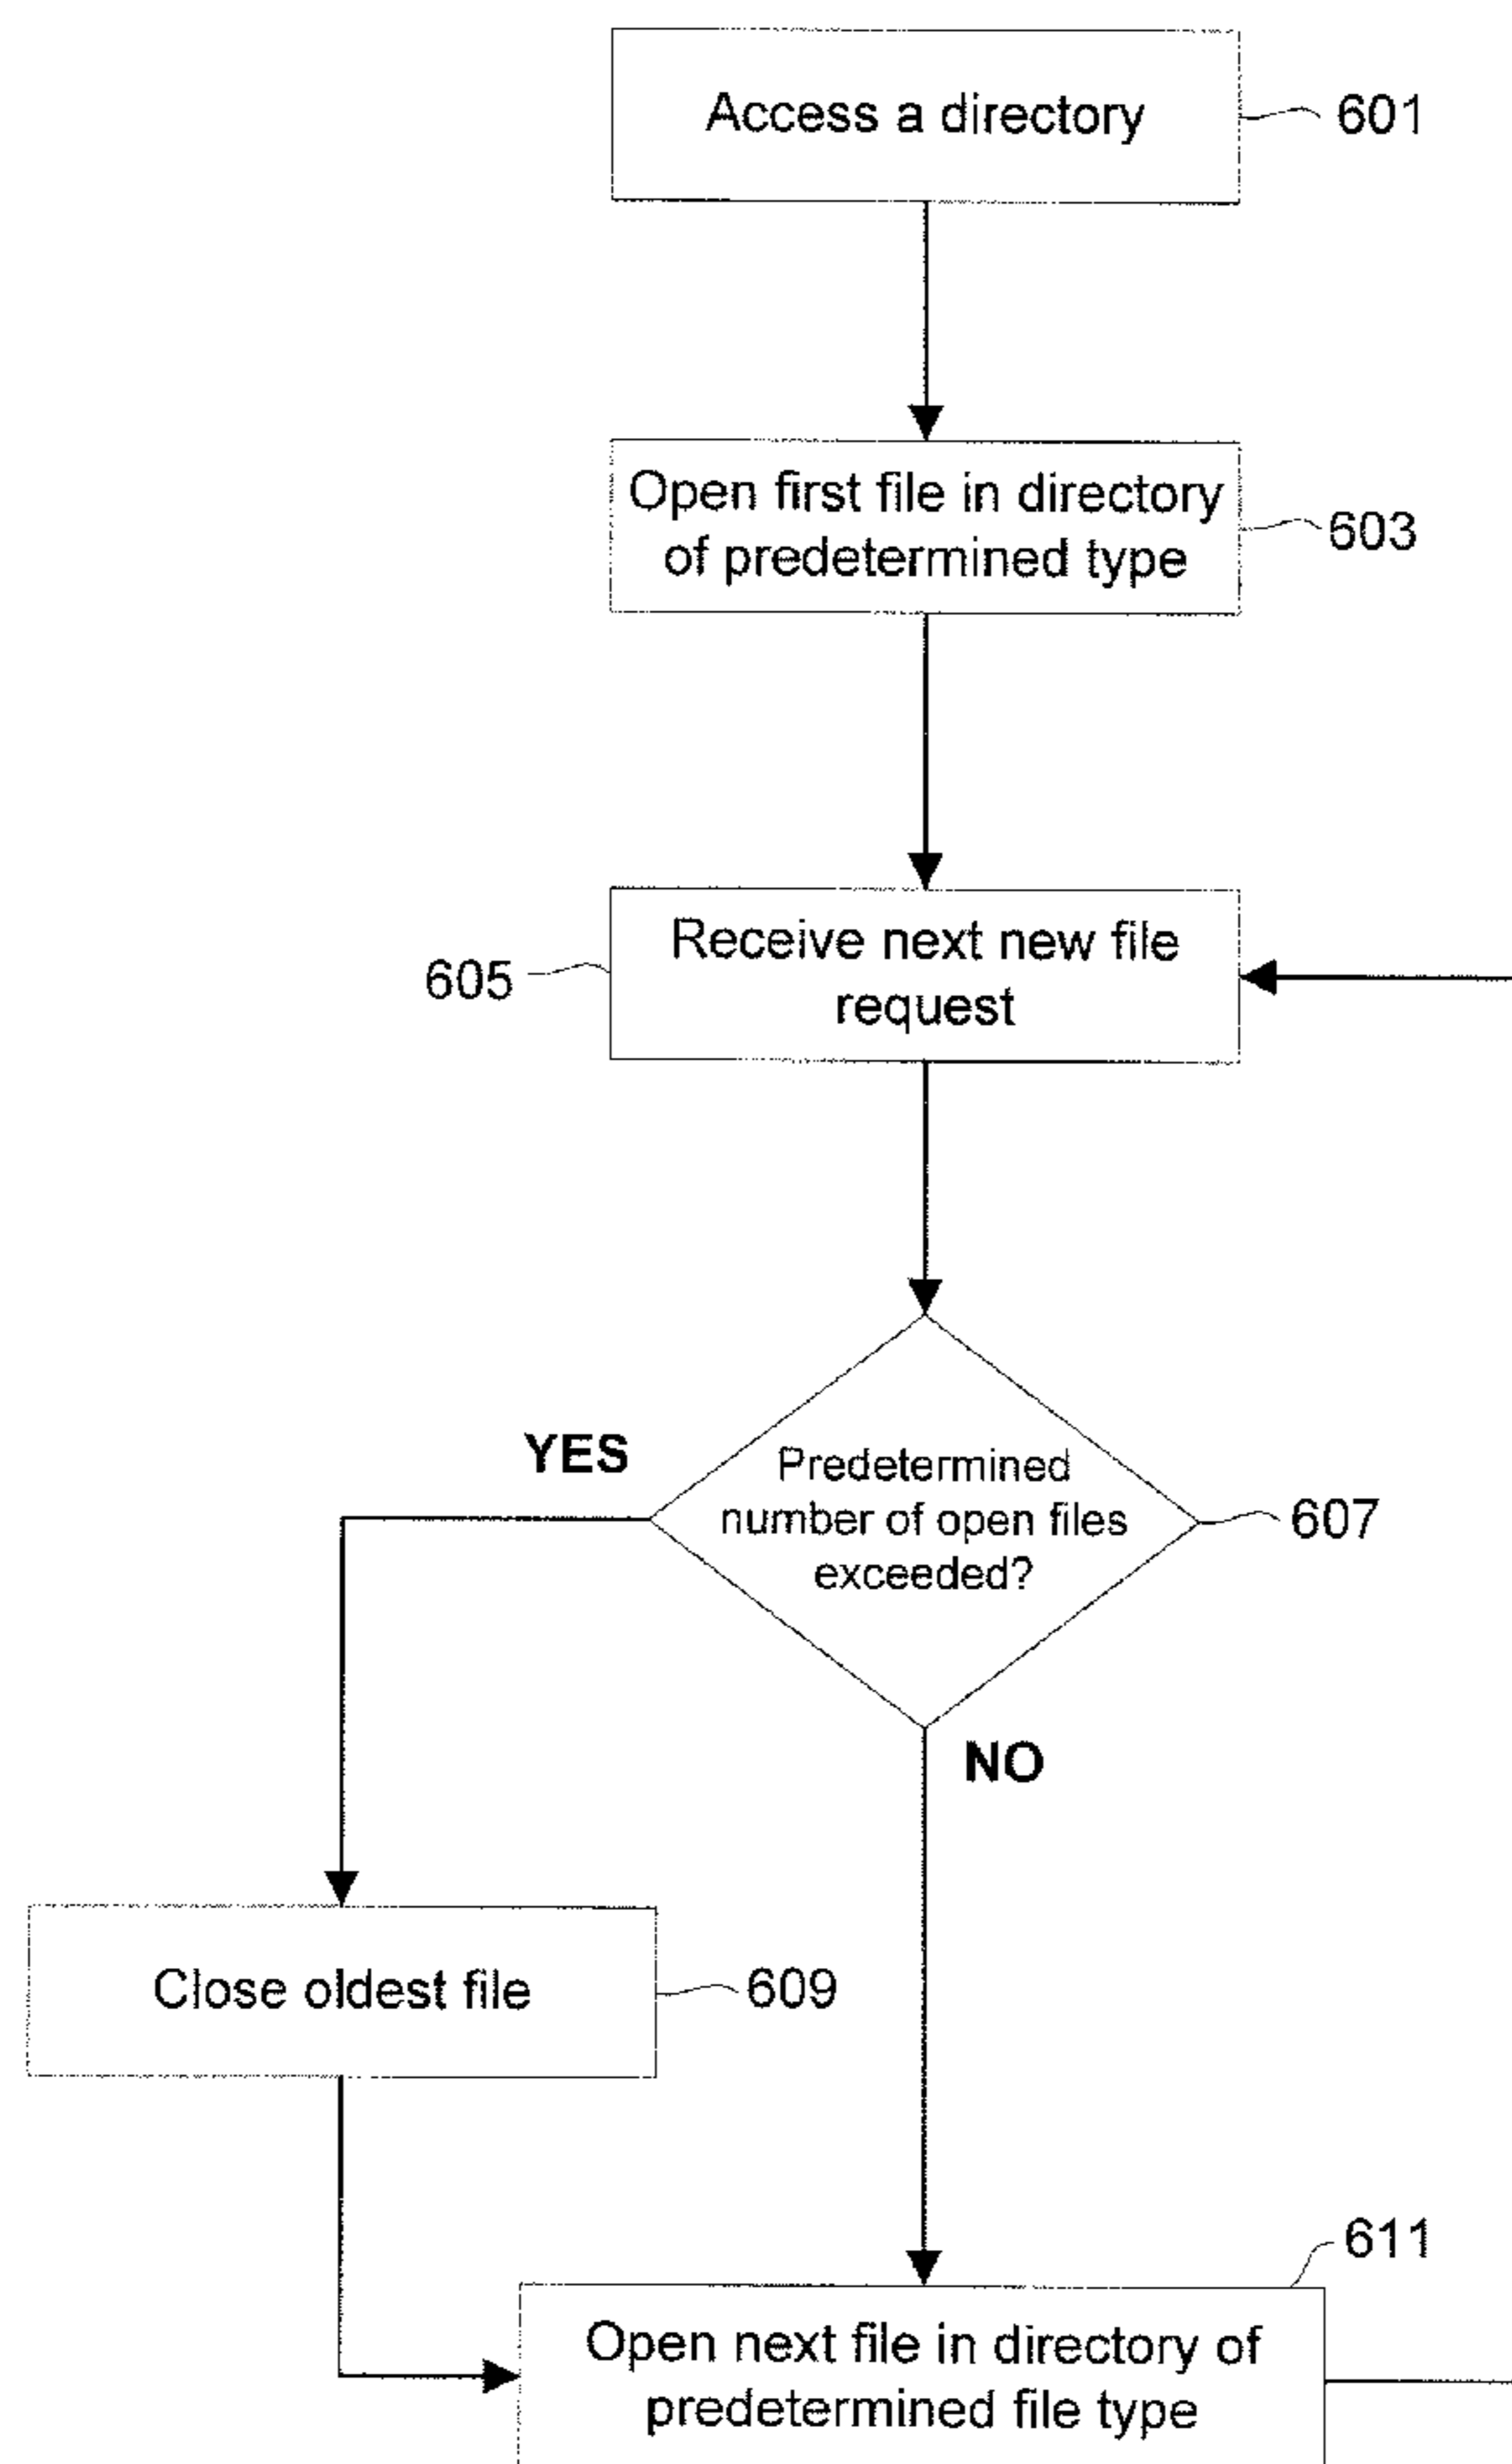 Access a directory
601
Open first file in directory
of predetermined type
603
Receive next new file
request
605
Predetermined
number of open files
exceeded?
607
YES
NO
Close oldest file
609
611
Open next file in directory of
predetermined file type